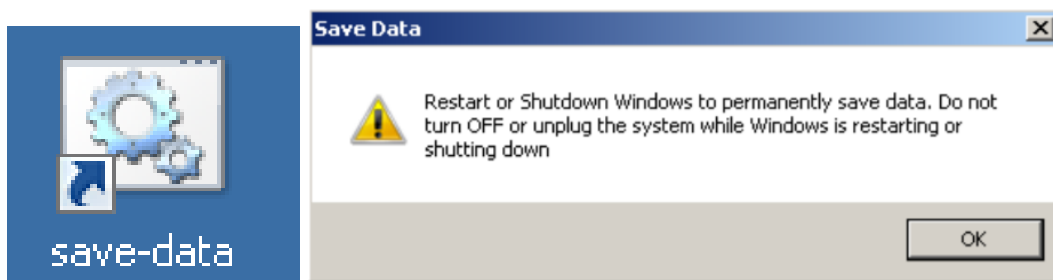 save-data
Save Data
Restart or Shutdown Windows to permanently save data. Do not
turn OFF or unplug the system while Windows is restarting or
shutting down
OK